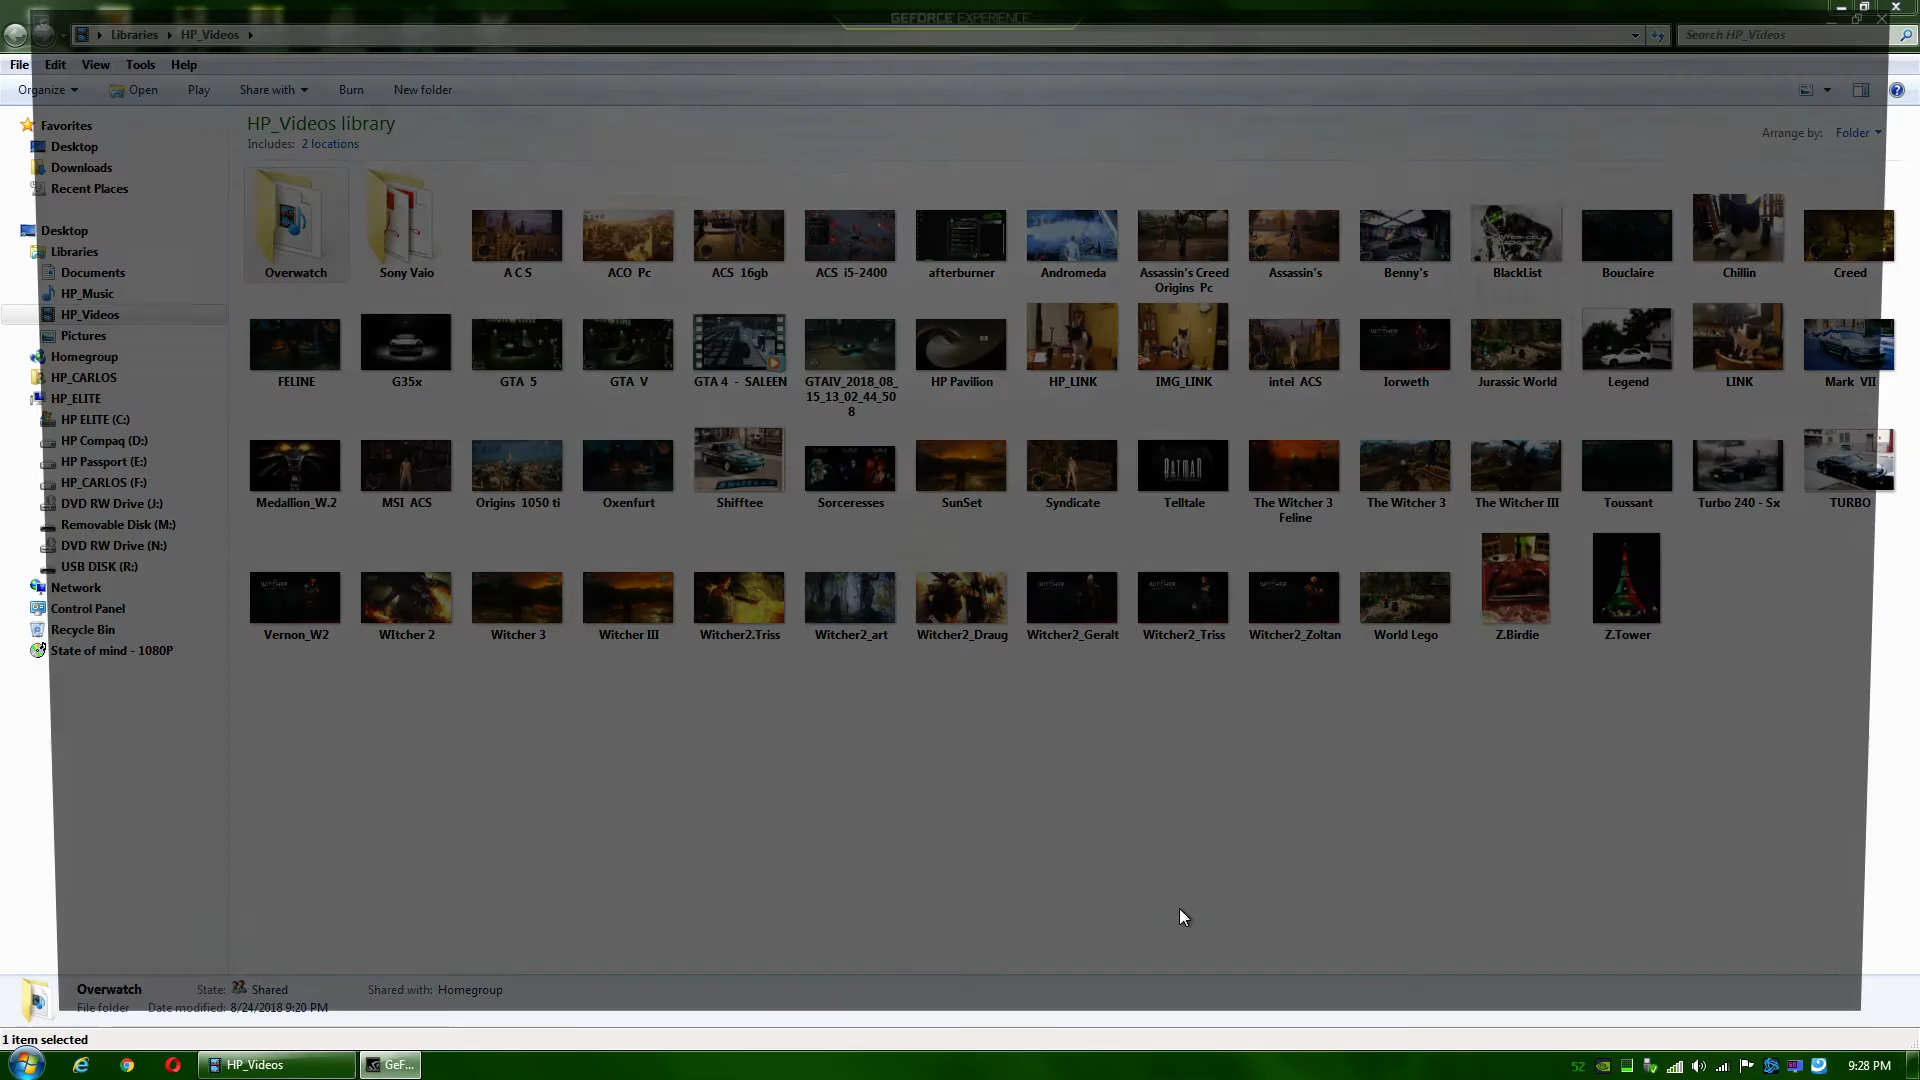 GEFORCE EXPERIENCE
Libraries HP_Videos
Search HP_Videos
File Edit View Tools Help
Organize Open Play Share with Burn New folder
HP_Videos library
Includes: 2 locations
Arrange by: Folder
Favorites
Desktop
Downloads
Recent Places
Desktop
Libraries
Documents
HP_Music
HP_Videos
Pictures
Homegroup
HP_CARLOS
HP_ELITE
HP ELITE (C:)
HP Compaq (D:)
HP Passport (E:)
HP_CARLOS (F:)
DVD RW Drive (J:)
Removable Disk (M:)
DVD RW Drive (N:)
USB DISK (R:)
Network
Control Panel
Recycle Bin
State of mind - 1080P
Overwatch Sony Vaio A C S ACO Pc ACS 16gb ACS i5-2400 afterburner Andromeda Assassin's Creed Origins Pc Assassin's Benny's BlackList Bouclaire Chillin Creed
FELINE G35x GTA 5 GTA V GTA 4 - SALEEN GTAIV_2018_08_15_13_02_44_508 HP Pavilion HP_LINK IMG_LINK intel ACS Iorweth Jurassic World Legend LINK Mark VII
BATMAN
Medallion_W.2 MSI_ACS Origins 1050 ti Oxenfurt Shifftee Sorceresses SunSet Syndicate Telltale The Witcher 3 Feline The Witcher 3 The Witcher III Toussant Turbo 240 - Sx TURBO
Vernon_W2 WItcher 2 Witcher 3 Witcher III Witcher2.Triss Witcher2_art Witcher2_Draug Witcher2_Geralt Witcher2_Triss Witcher2_Zoltan World Lego Z.Birdie Z.Tower
Overwatch State: Shared Shared with: Homegroup
File folder Date modified: 8/24/2018 9:20 PM
1 item selected
HP_Videos GeF... 52 9:28 PM